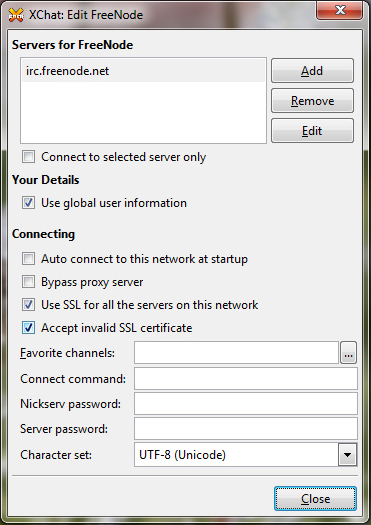 XChat: Edit FreeNode
Servers for FreeNode
irc.freenode.net
Add
Remove
Edit
Connect to selected server only
Your Details
Use global user information
Connecting
Auto connect to this network at startup
Bypass proxy server
Use SSL for all the servers on this network
Accept invalid SSL certificate
Favorite channels:
...
Connect command:
Nickserv password:
Server password:
Character set: UTF-8 (Unicode)
Close